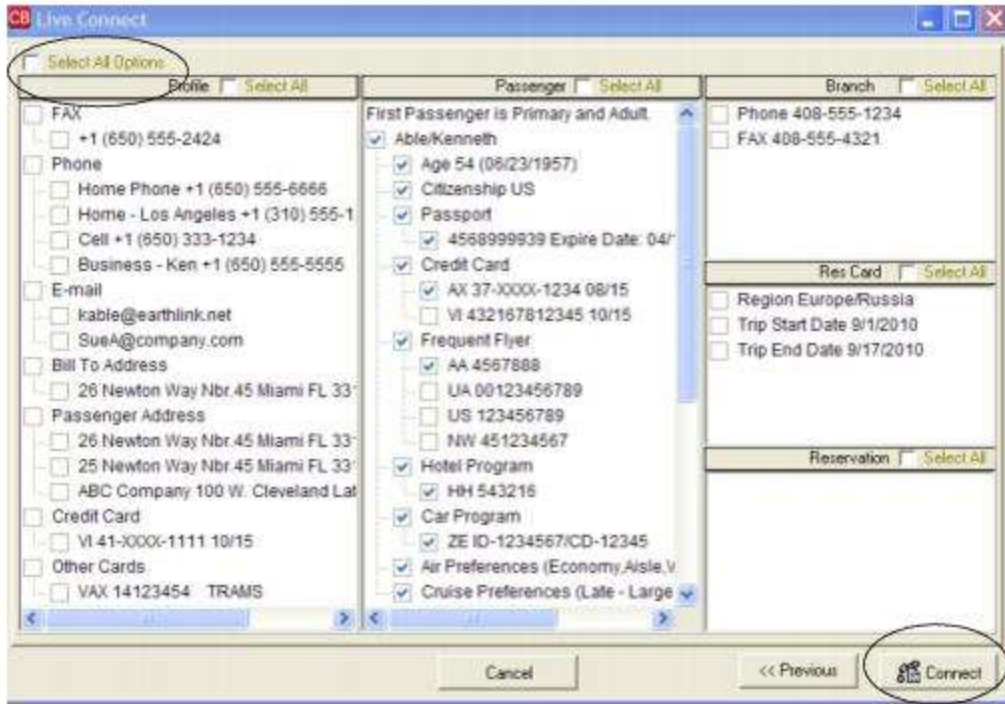 CB Live Connect
Select All Options
Profile Select All
FAX
+1 (650) 555-2424
Phone
Home Phone +1 (650) 555-6666
Home - Los Angeles +1 (310) 555-1
Cell +1 (650) 333-1234
Business - Ken +1 (650) 555-5555
E-mail
kable@earthlink.net
SueA@company.com
Bill To Address
26 Newton Way Nbr.45 Miami FL 331
Passenger Address
26 Newton Way Nbr.45 Miami FL 331
25 Newton Way Nbr.45 Miami FL 331
ABC Company 100 W. Cleveland Lat
Credit Card
VI 41-XXXX-1111 10/15
Other Cards
VAX 14123454 TRAMS
Passenger Select All
First Passenger is Primary and Adult.
Able/Kenneth
Age 54 (06/23/1957)
Citizenship US
Passport
4568999939 Expire Date: 04/
Credit Card
AX 37-XXXX-1234 08/15
VI 432167812345 10/15
Frequent Flyer
AA 4567888
UA 00123456789
US 123456789
NW 451234567
Hotel Program
HH 543216
Car Program
ZE ID-1234567/CD-12345
Air Preferences (Economy,Aisle,V
Cruise Preferences (Late - Large
Branch Select All
Phone 408-555-1234
FAX 408-555-4321
Res Card Select All
Region Europe/Russia
Trip Start Date 9/1/2010
Trip End Date 9/17/2010
Reservation Select All
Cancel
<< Previous
Connect